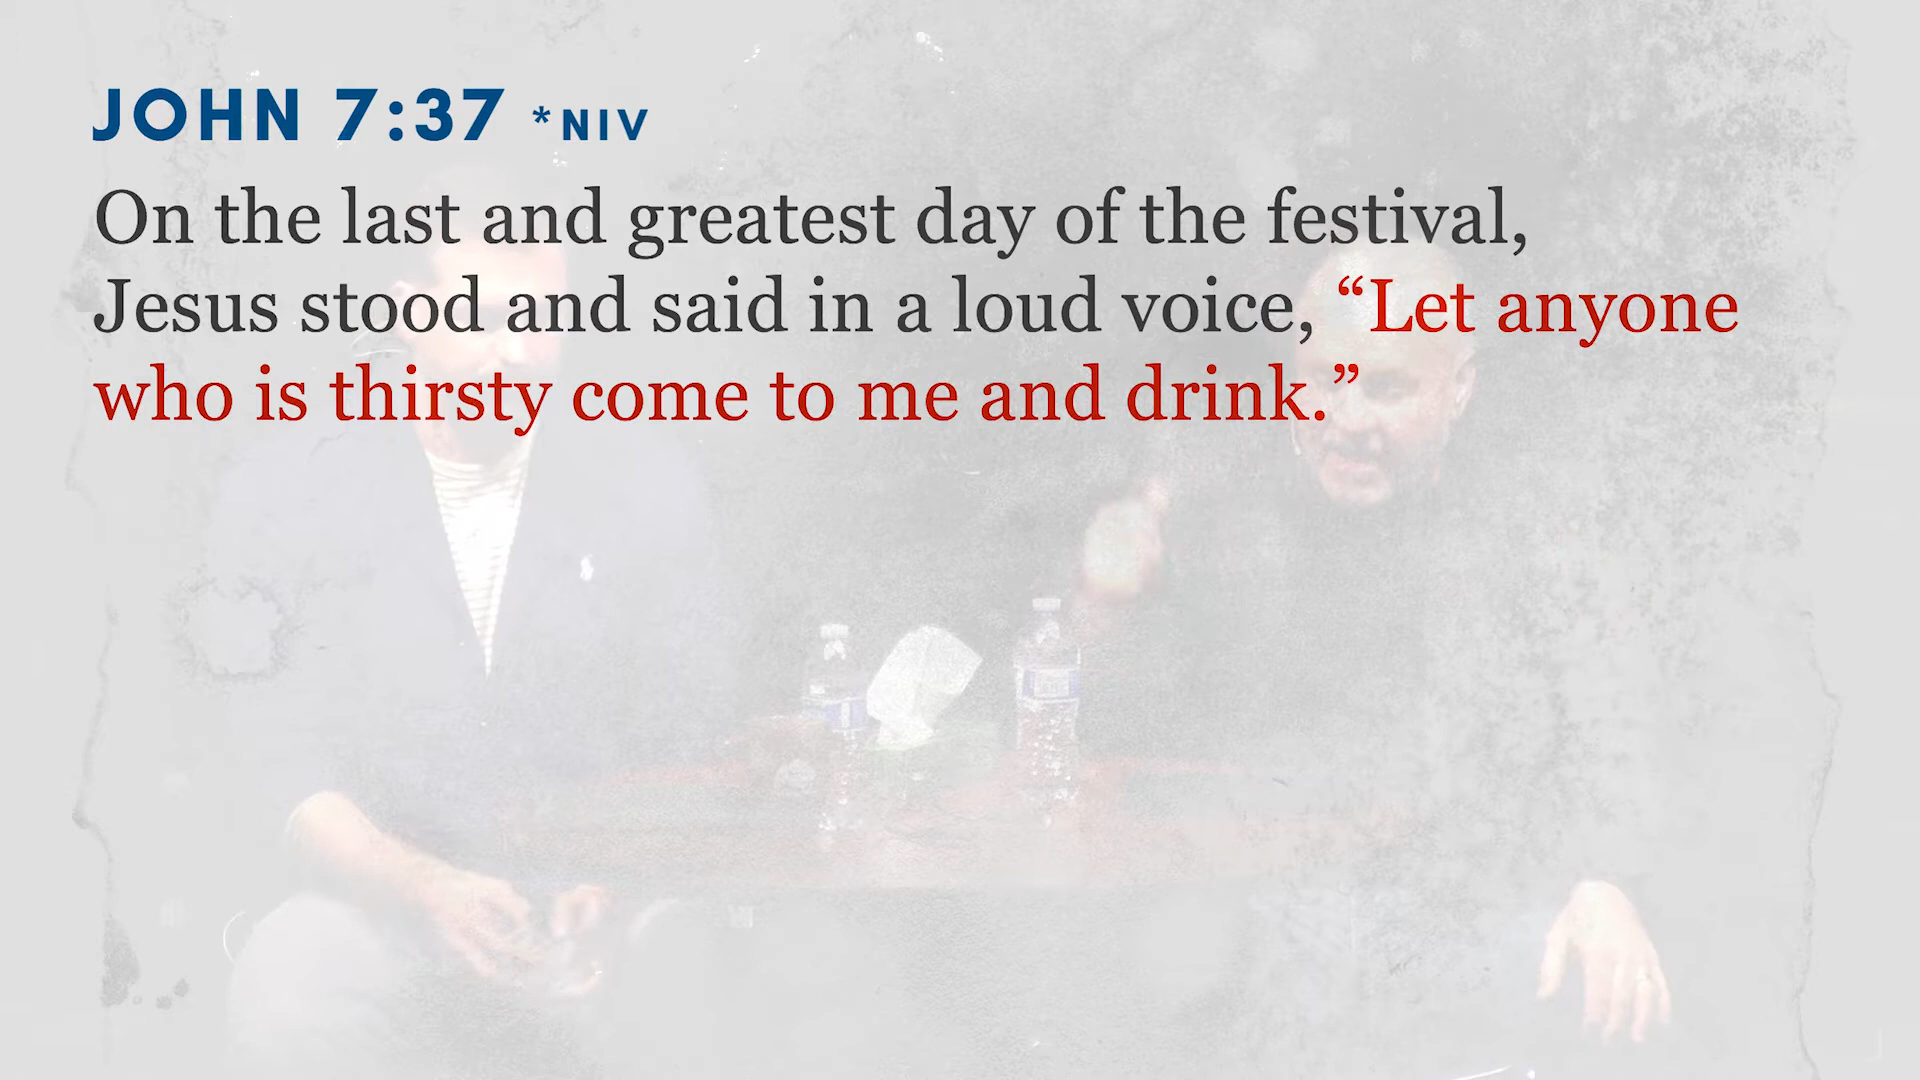 JOHN 7:37 *NIV
On the last and greatest day of the festival,
Jesus stood and said in a loud voice, “Let anyone
who is thirsty come to me and drink.”